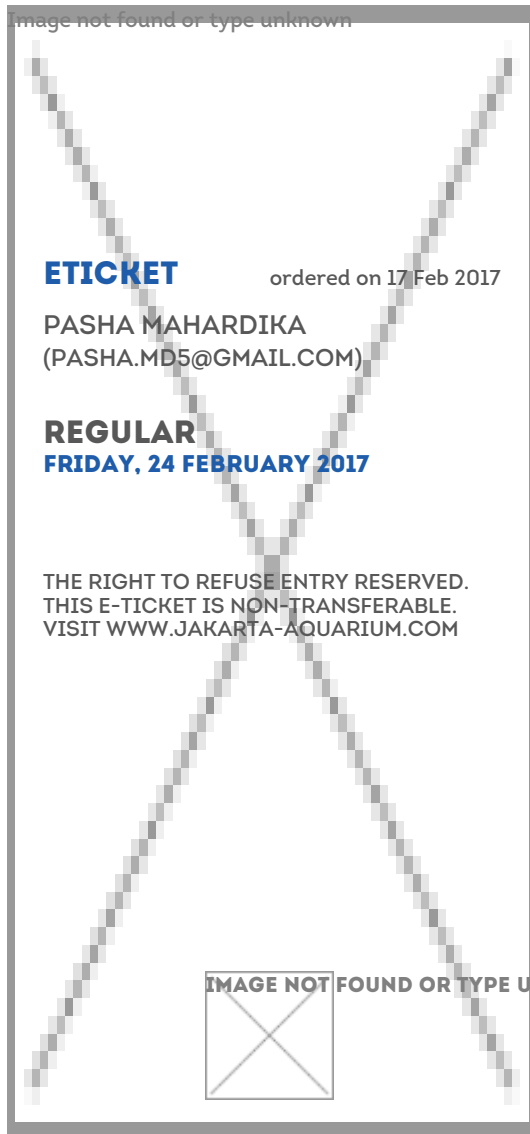 Image not found or type unknown
ETICKET
ordered on 17 Feb 2017
PASHA MAHARDIKA
(PASHA.MD5@GMAIL.COM)
REGULAR
FRIDAY, 24 FEBRUARY 2017
THE RIGHT TO REFUSE ENTRY RESERVED.
THIS E-TICKET IS NON-TRANSFERABLE.
VISIT WWW.JAKARTA-AQUARIUM.COM
IMAGE NOT FOUND OR TYPE U